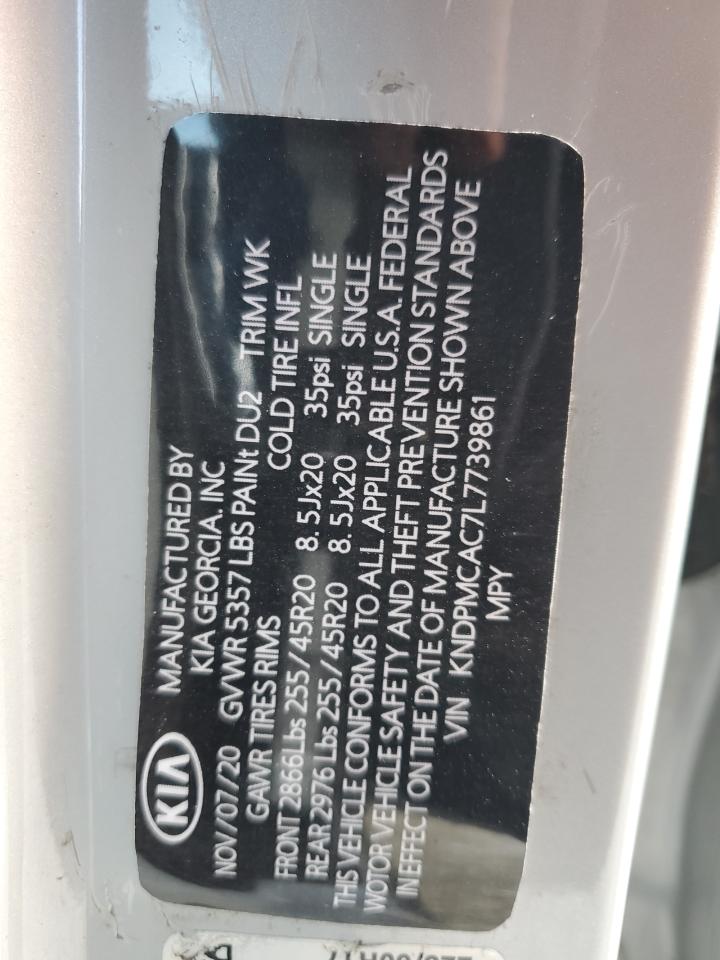 KIA
MANUFACTURED BY
KIA GEORCIA. INC
NOV/07/20 GVWR 5357 LBS PAINt DU2 TRIM WK
GAWR TIRES RIMS COLD TIRE INFL
FRONT 2866Lbs 255/45R20 8.5Jx20 35psi SINGLE
REAR 2976 Lbs 255/45R20 8.5Jx20 35psi SINGLE
THIS VEHICLE CONFORMS TO ALL APPLICABLE U.S.A. FEDERAL
WOTOR VEHICLE SAFETY AND THEFT PREVENTION STANDARDS
IN EFFECT ON THE DATE OF MANUFACTURE SHOWN ABOVE
VIN KNDPMCAC7L7739861
MPY